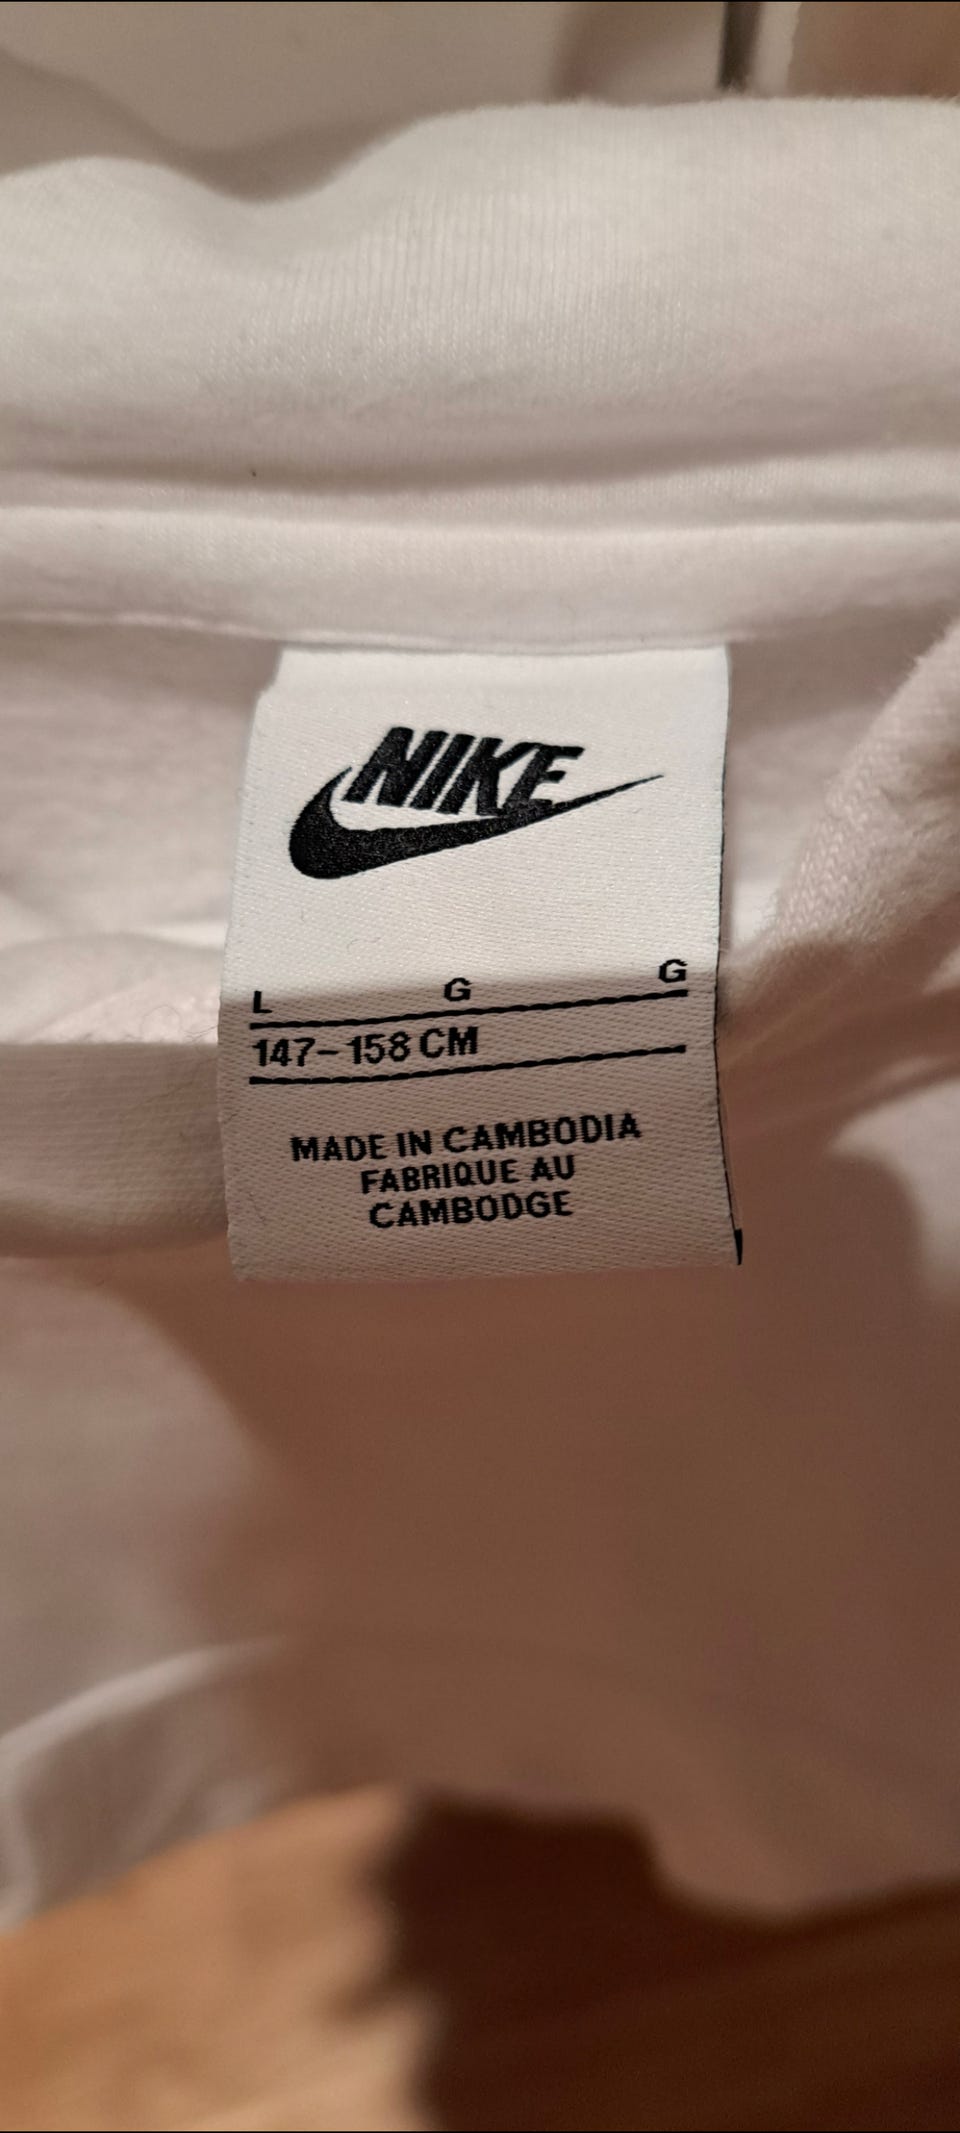 NIKE
L G G
147-158 CM
MADE IN CAMBODIA
FABRIQUE AU
CAMBODGE